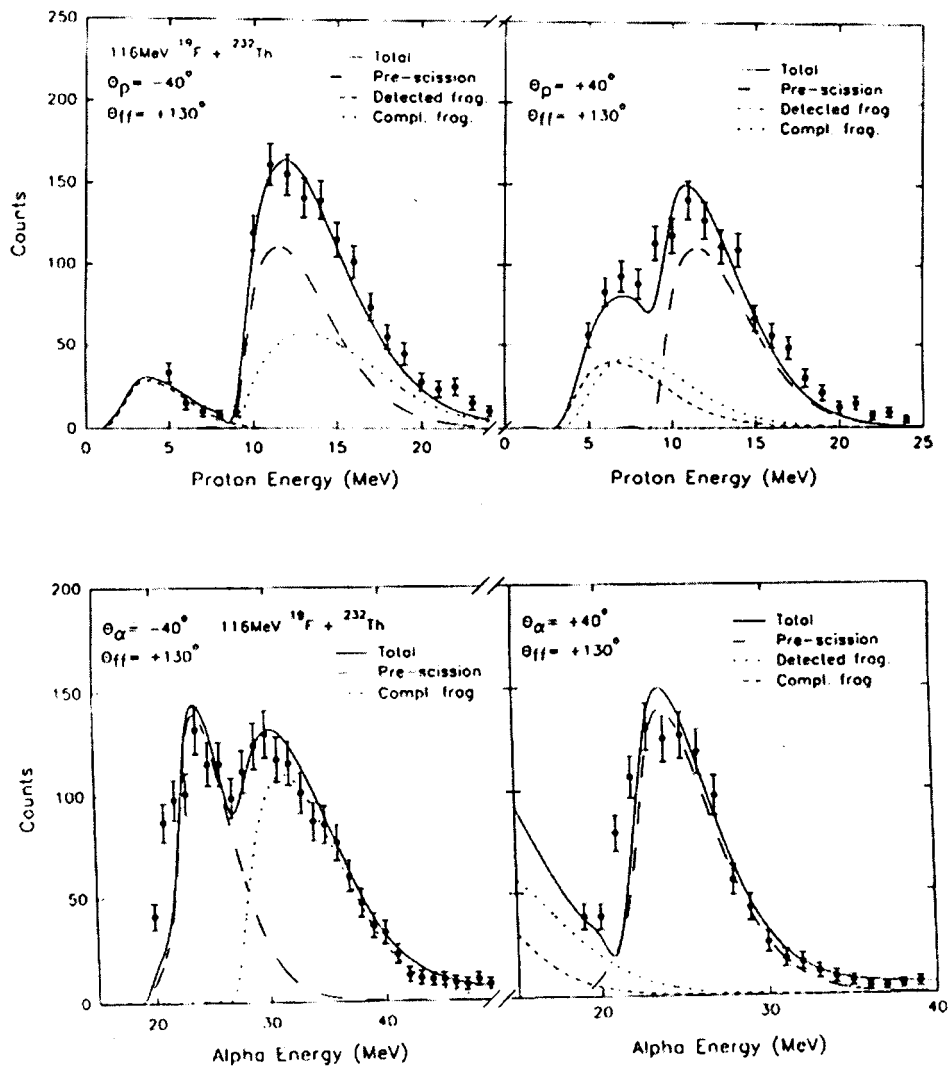 250
200
150
100
50
0
Counts
116MeV ¹⁹F + ²³²Th
Θp= −40°
Θff= +130°
Total
Pre-scission
Detected frag.
Compl. frag.
0 5 10 15 20
Proton Energy (MeV)
Θp= +40°
Θff= +130°
Total
Pre-scission
Detected frag.
Compl. frag.
0 5 10 15 20 25
Proton Energy (MeV)
200
150
100
50
0
Counts
Θα= −40° 116MeV ¹⁹F + ²³²Th
Θff= +130°
Total
Pre-scission
Compl. frag
20 30 40
Alpha Energy (MeV)
Θα= +40°
Θff= +130°
Total
Pre-scission
Detected frag.
Compl. frag
20 30 40
Alpha Energy (MeV)